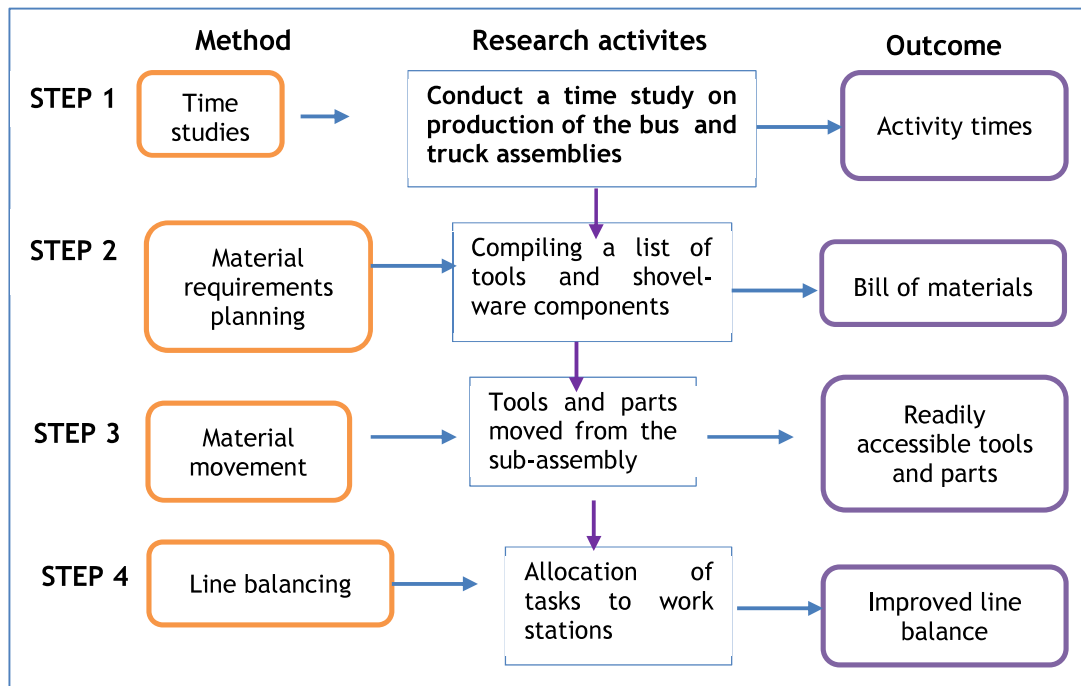 Method
Research activites
Outcome
STEP 1
Time
studies
Conduct a time study on
production of the bus and
truck assemblies
Activity times
STEP 2
Material
requirements
planning
Compiling a list of
tools and shovel-
ware components
Bill of materials
STEP 3
Material
movement
Tools and parts
moved from the
sub-assembly
Readily
accessible tools
and parts
STEP 4
Line balancing
Allocation of
tasks to work
stations
Improved line
balance